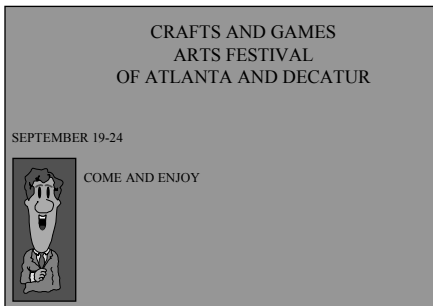 CRAFTS AND GAMES
ARTS FESTIVAL
OF ATLANTA AND DECATUR
SEPTEMBER 19-24
COME AND ENJOY